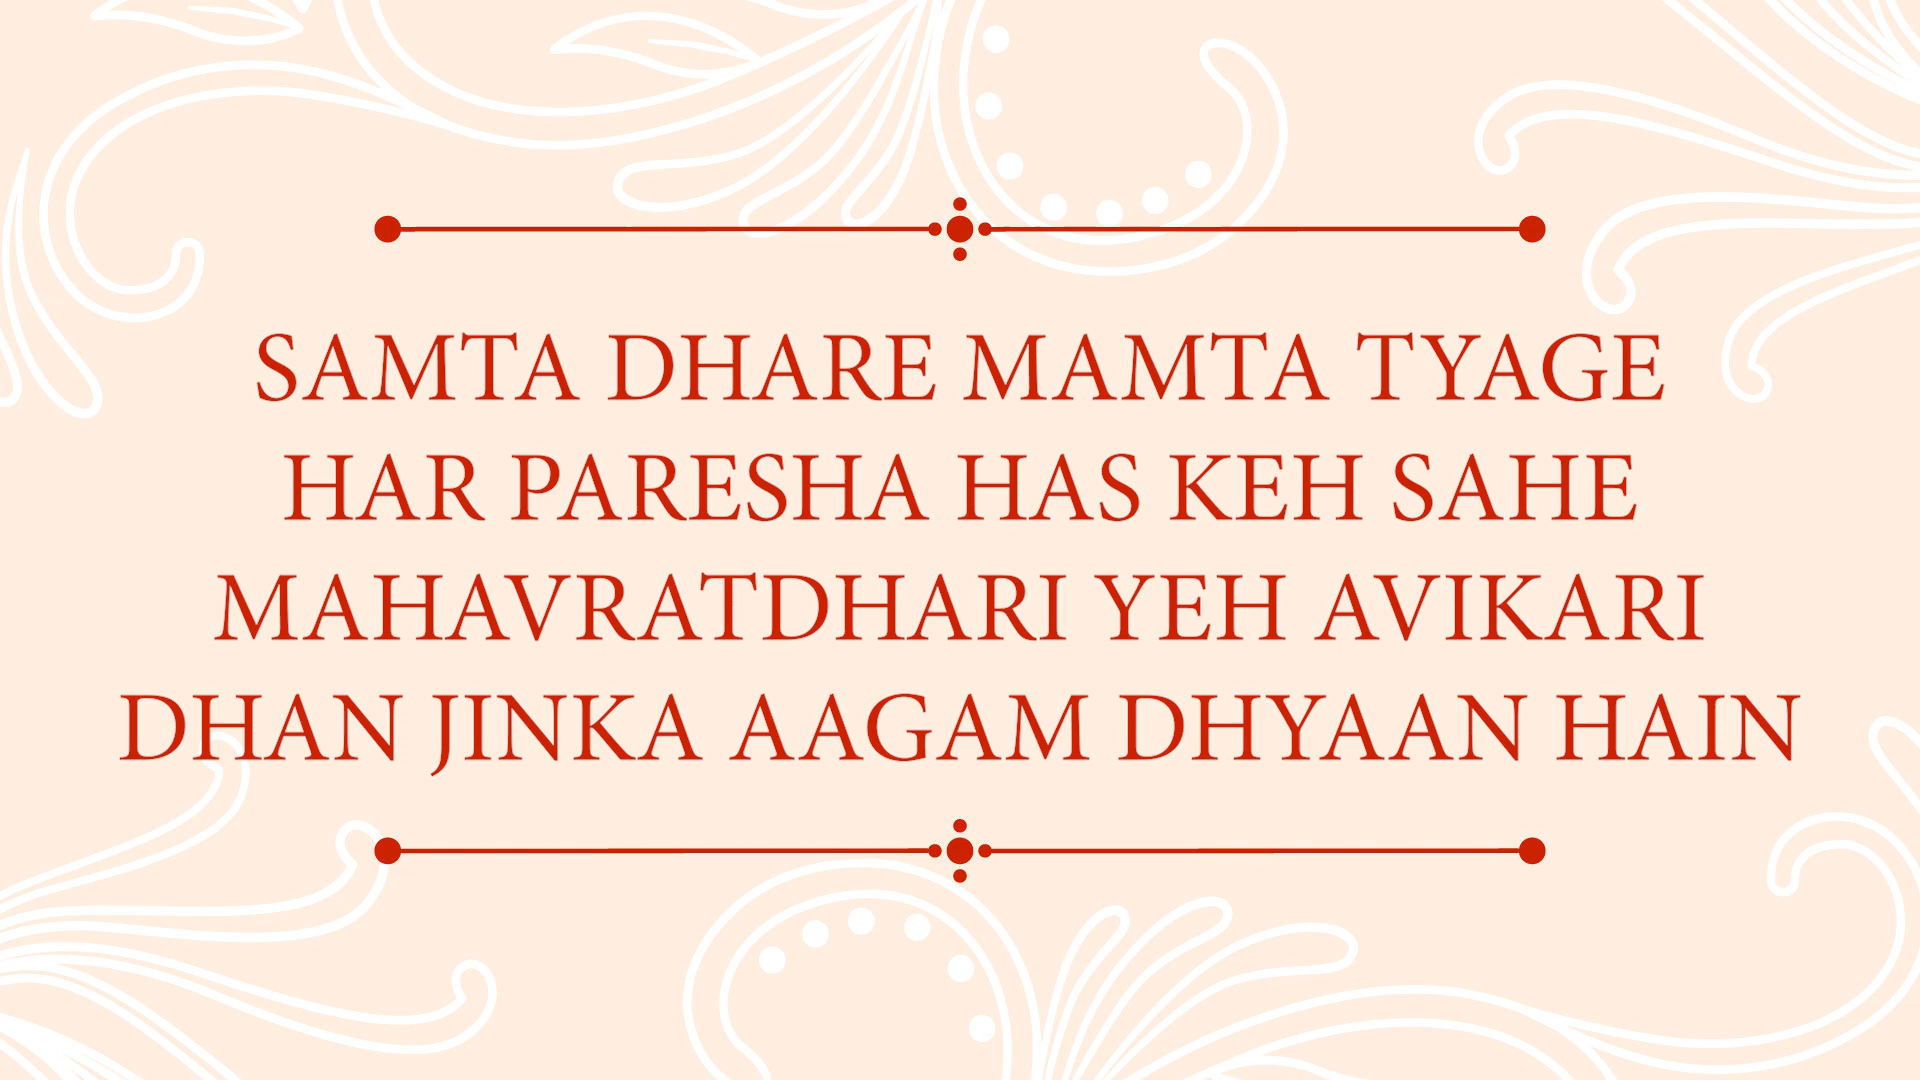 SAMTA DHARE MAMTA TYAGE
HAR PARESHA HAS KEH SAHE
MAHAVRATDHARI YEH AVIKARI
DHAN JINKA AAGAM DHYAAN HAIN